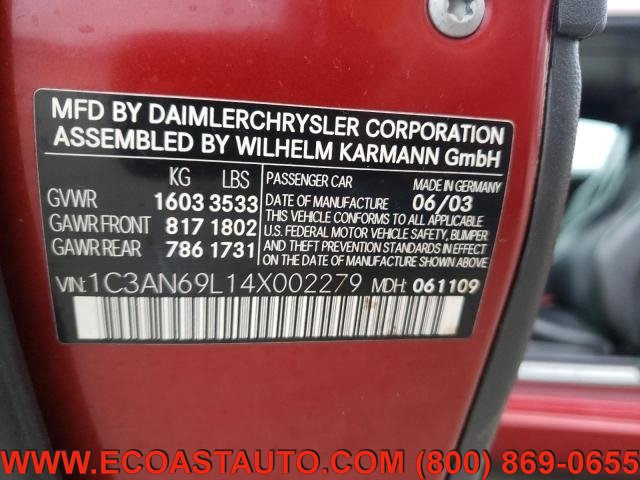 MFD BY DAIMLERCHRYSLER CORPORATION
ASSEMBLED BY WILHELM KARMANN GmbH
KG LBS
GVWR 1603 3533
GAWR FRONT 817 1802
GAWR REAR 786 1731
PASSENGER CAR MADE IN GERMANY
DATE OF MANUFACTURE 06/03
THIS VEHICLE CONFORMS TO ALL APPLICABLE
U.S. FEDERAL MOTOR VEHICLE SAFETY, BUMPER
AND THEFT PREVENTION STANDARDS IN EFFECT
ON THE DATE OF MANUFACTURE SHOWN ABOVE.
VIN: 1C3AN69L14X002279 MDH: 061109
WWW.ECOASTAUTO.COM (800) 869-0655